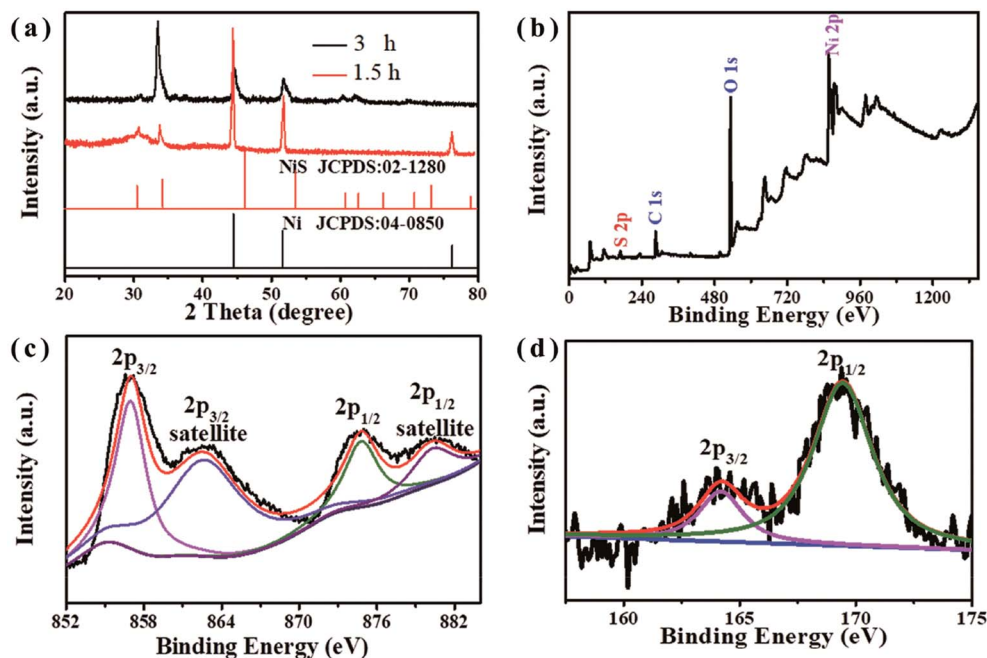 (a)
Intensity (a.u.)
3 h
1.5 h
NiS JCPDS:02-1280
Ni JCPDS:04-0850
20 30 40 50 60 70 80
2 Theta (degree)
(b)
Intensity (a.u.)
S 2p
C 1s
O 1s
Ni 2p
0 240 480 720 960 1200
Binding Energy (eV)
(c)
Intensity (a.u.)
2p3/2
2p3/2
satellite
2p1/2
2p1/2
satellite
852 858 864 870 876 882
Binding Energy (eV)
(d)
Intensity (a.u.)
2p3/2
2p1/2
160 165 170 175
Binding Energy (eV)